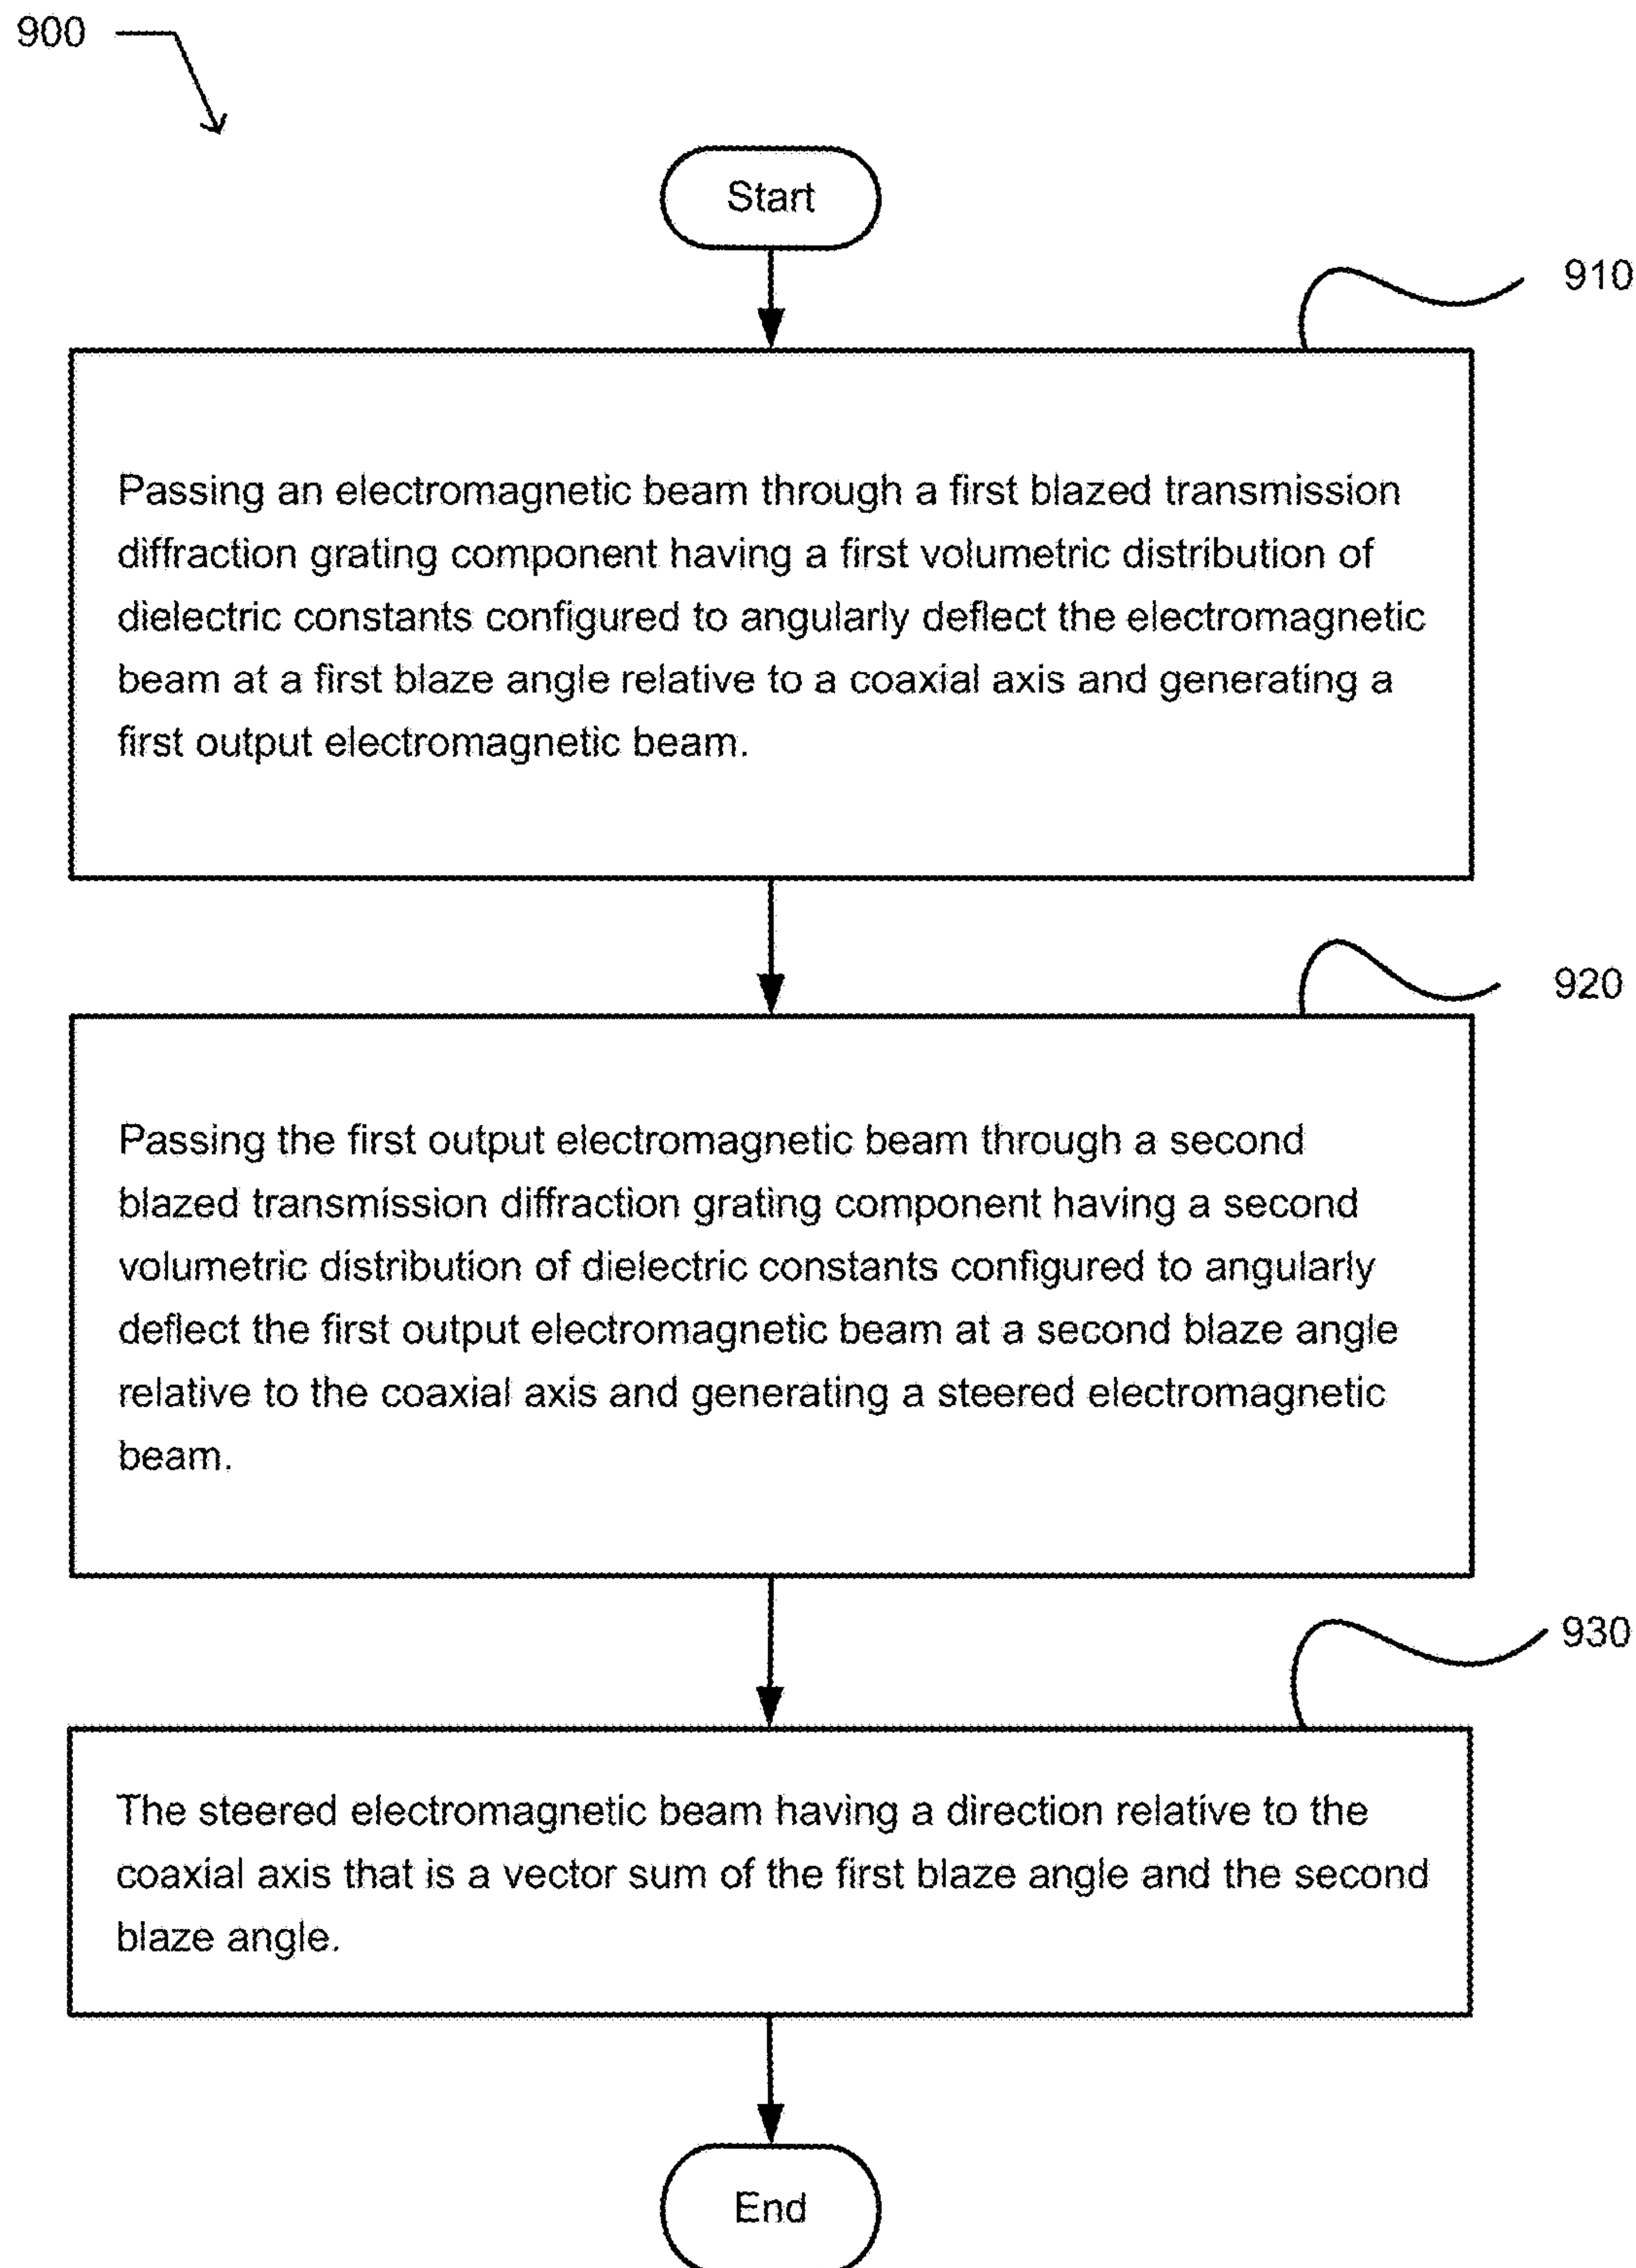 900
Start
910
Passing an electromagnetic beam through a first blazed transmission
diffraction grating component having a first volumetric distribution of
dielectric constants configured to angularly deflect the electromagnetic
beam at a first blaze angle relative to a coaxial axis and generating a
first output electromagnetic beam.
920
Passing the first output electromagnetic beam through a second
blazed transmission diffraction grating component having a second
volumetric distribution of dielectric constants configured to angularly
deflect the first output electromagnetic beam at a second blaze angle
relative to the coaxial axis and generating a steered electromagnetic
beam.
930
The steered electromagnetic beam having a direction relative to the
coaxial axis that is a vector sum of the first blaze angle and the second
blaze angle.
End